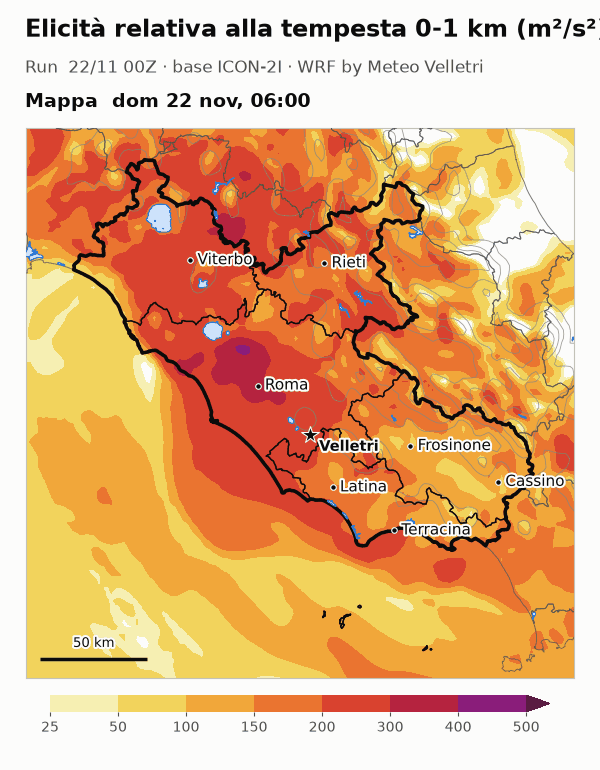 Elicità relativa alla tempesta 0-1 km (m²/s²)
Run 22/11 00Z · base ICON-2I · WRF by Meteo Velletri
Mappa dom 22 nov, 06:00
Viterbo
Rieti
Roma
Velletri
Frosinone
Latina
Cassino
Terracina
50 km
25 50 100 150 200 300 400 500